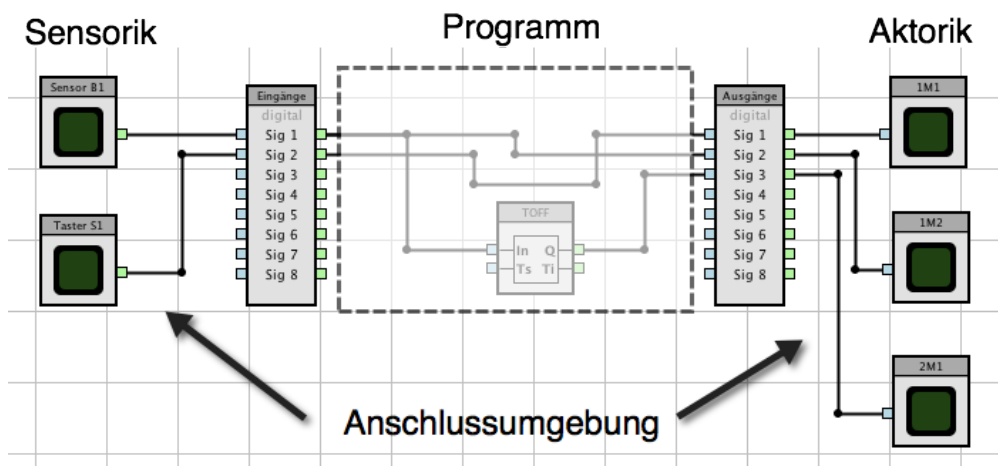 Sensorik
Programm
Aktorik
Sensor B1
Eingänge
digital
Sig 1
Sig 2
Sig 3
Sig 4
Sig 5
Sig 6
Sig 7
Sig 8
Taster S1
TOFF
In Q
Ts Ti
Ausgänge
digital
Sig 1
Sig 2
Sig 3
Sig 4
Sig 5
Sig 6
Sig 7
Sig 8
1M1
1M2
2M1
Anschlussumgebung